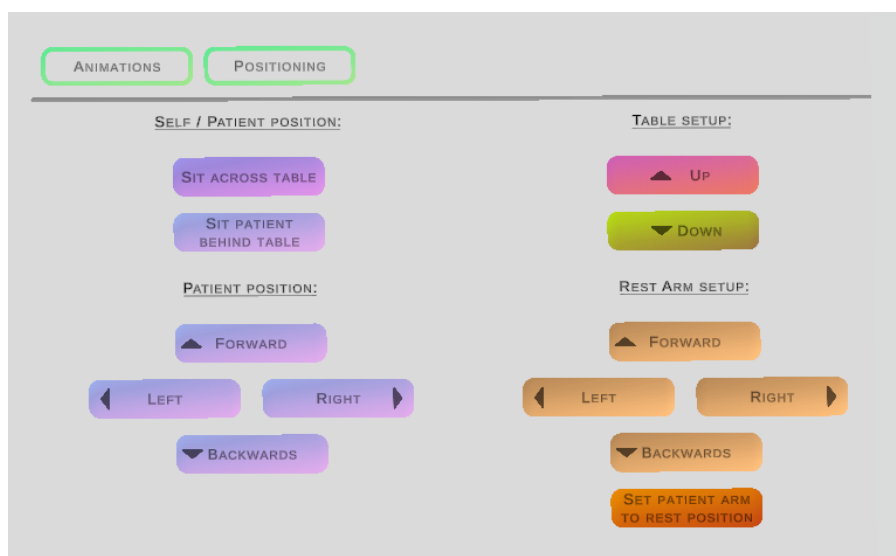 Animations
Positioning
Self / Patient position:
Sit across table
Sit patient
behind table
Patient position:
Forward
Left
Right
Backwards
Table setup:
Up
Down
Rest Arm setup:
Forward
Left
Right
Backwards
Set patient arm
to rest position